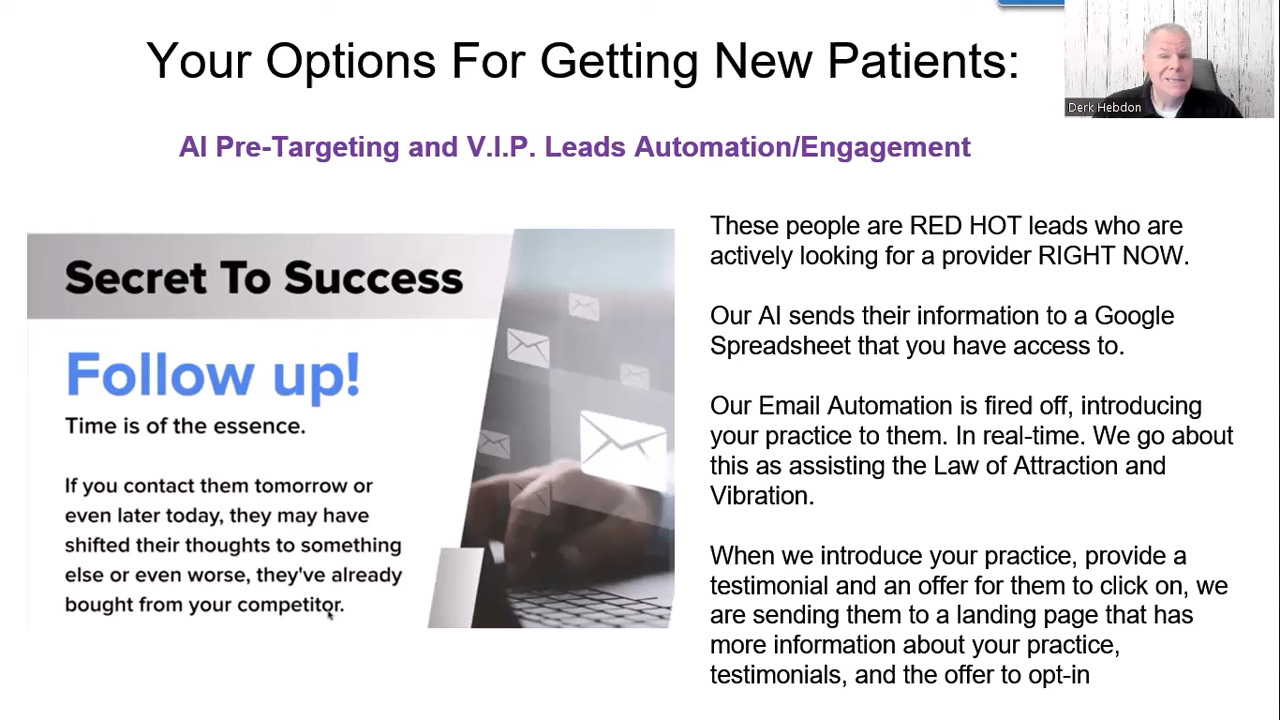 Your Options For Getting New Patients:
Derk Hebdon
AI Pre-Targeting and V.I.P. Leads Automation/Engagement
Secret To Success
Follow up!
Time is of the essence.
If you contact them tomorrow or
even later today, they may have
shifted their thoughts to something
else or even worse, they've already
bought from your competitor.
These people are RED HOT leads who are
actively looking for a provider RIGHT NOW.
Our AI sends their information to a Google
Spreadsheet that you have access to.
Our Email Automation is fired off, introducing
your practice to them. In real-time. We go about
this as assisting the Law of Attraction and
Vibration.
When we introduce your practice, provide a
testimonial and an offer for them to click on, we
are sending them to a landing page that has
more information about your practice,
testimonials, and the offer to opt-in